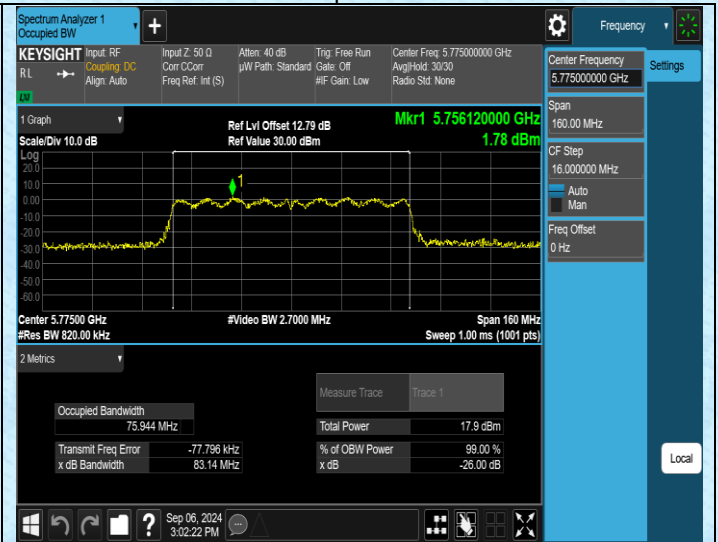 Spectrum Analyzer 1
Occupied BW
+
Frequency
KEYSIGHT
RL
Input: RF
Coupling: DC
Align: Auto
Input Z: 50 Ω
Corr CCorr
Freq Ref: Int (S)
Atten: 40 dB
µW Path: Standard
Trig: Free Run
Gate: Off
#IF Gain: Low
Center Freq: 5.775000000 GHz
Avg|Hold: 30/30
Radio Std: None
LXI
1 Graph
Scale/Div 10.0 dB
Ref Lvl Offset 12.79 dB
Ref Value 30.00 dBm
Mkr1 5.756120000 GHz
1.78 dBm
Log
20.0
10.0
0.00
-10.0
-20.0
-30.0
-40.0
-50.0
-60.0
1
Center 5.77500 GHz
#Res BW 820.00 kHz
#Video BW 2.7000 MHz
Span 160 MHz
Sweep 1.00 ms (1001 pts)
2 Metrics
Measure Trace
Trace 1
Occupied Bandwidth
75.944 MHz
Total Power
17.9 dBm
Transmit Freq Error
-77.796 kHz
% of OBW Power
99.00 %
x dB Bandwidth
83.14 MHz
x dB
-26.00 dB
Center Frequency
5.775000000 GHz
Settings
Span
160.00 MHz
CF Step
16.000000 MHz
Auto
Man
Freq Offset
0 Hz
Local
?
Sep 06, 2024
3:02:22 PM